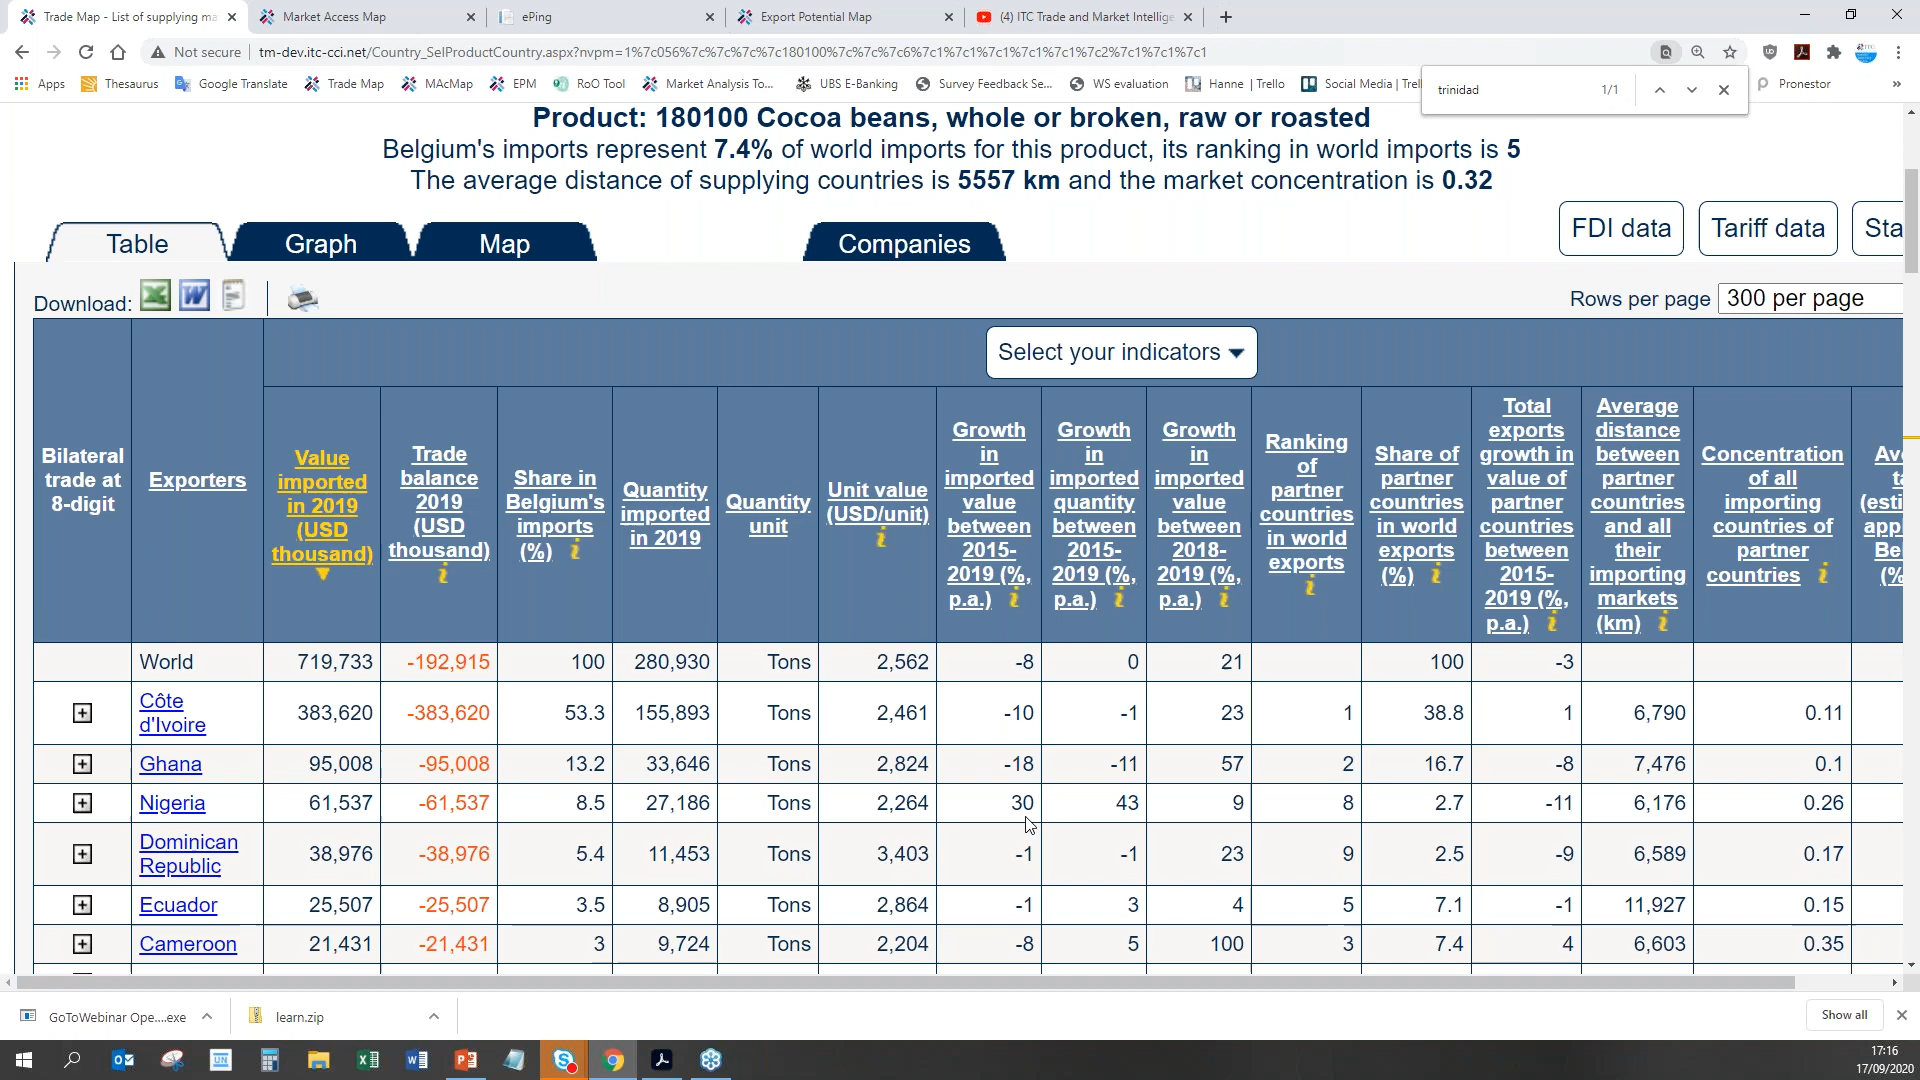 Trade Map - List of supplying ma
Market Access Map
ePing
Export Potential Map
(4) ITC Trade and Market Intellige
Not secure
tm-dev.itc-cci.net/Country_SelProductCountry.aspx?nvpm=1%7c056%7c%7c%7c%7c180100%7c%7c%7c6%7c1%7c1%7c1%7c1%7c1%7c2%7c1%7c1%7c1
Apps
Thesaurus
Google Translate
Trade Map
MAcMap
EPM
RoO Tool
Market Analysis To...
UBS E-Banking
Survey Feedback Se...
WS evaluation
Hanne | Trello
Social Media | Trell
Pronestor
»
trinidad
1/1
Product: 180100 Cocoa beans, whole or broken, raw or roasted
Belgium's imports represent 7.4% of world imports for this product, its ranking in world imports is 5
The average distance of supplying countries is 5557 km and the market concentration is 0.32
Table
Graph
Map
Companies
FDI data
Tariff data
Sta
Download:
Rows per page
300 per page
Select your indicators
Bilateral
trade at
8-digit
Exporters
Value
imported
in 2019
(USD
thousand)
Trade
balance
2019
(USD
thousand)
i
Share in
Belgium's
imports
(%) i
Quantity
imported
in 2019
Quantity
unit
Unit value
(USD/unit)
i
Growth
in
imported
value
between
2015-
2019 (%,
p.a.) i
Growth
in
imported
quantity
between
2015-
2019 (%,
p.a.) i
Growth
in
imported
value
between
2018-
2019 (%,
p.a.) i
Ranking
of
partner
countries
in world
exports
i
Share of
partner
countries
in world
exports
(%) i
Total
exports
growth in
value of
partner
countries
between
2015-
2019 (%,
p.a.) i
Average
distance
between
partner
countries
and all
their
importing
markets
(km) i
Concentration
of all
importing
countries of
partner
countries i
Av
ta
(esti
app
Be
(%
World 719,733 -192,915 100 280,930 Tons 2,562 -8 0 21 100 -3
Côte
d'Ivoire
383,620 -383,620 53.3 155,893 Tons 2,461 -10 -1 23 1 38.8 1 6,790 0.11
Ghana 95,008 -95,008 13.2 33,646 Tons 2,824 -18 -11 57 2 16.7 -8 7,476 0.1
Nigeria 61,537 -61,537 8.5 27,186 Tons 2,264 30 43 9 8 2.7 -11 6,176 0.26
Dominican
Republic
38,976 -38,976 5.4 11,453 Tons 3,403 -1 -1 23 9 2.5 -9 6,589 0.17
Ecuador 25,507 -25,507 3.5 8,905 Tons 2,864 -1 3 4 5 7.1 -1 11,927 0.15
Cameroon 21,431 -21,431 3 9,724 Tons 2,204 -8 5 100 3 7.4 4 6,603 0.35
GoToWebinar Ope....exe
learn.zip
Show all
17:16
17/09/2020